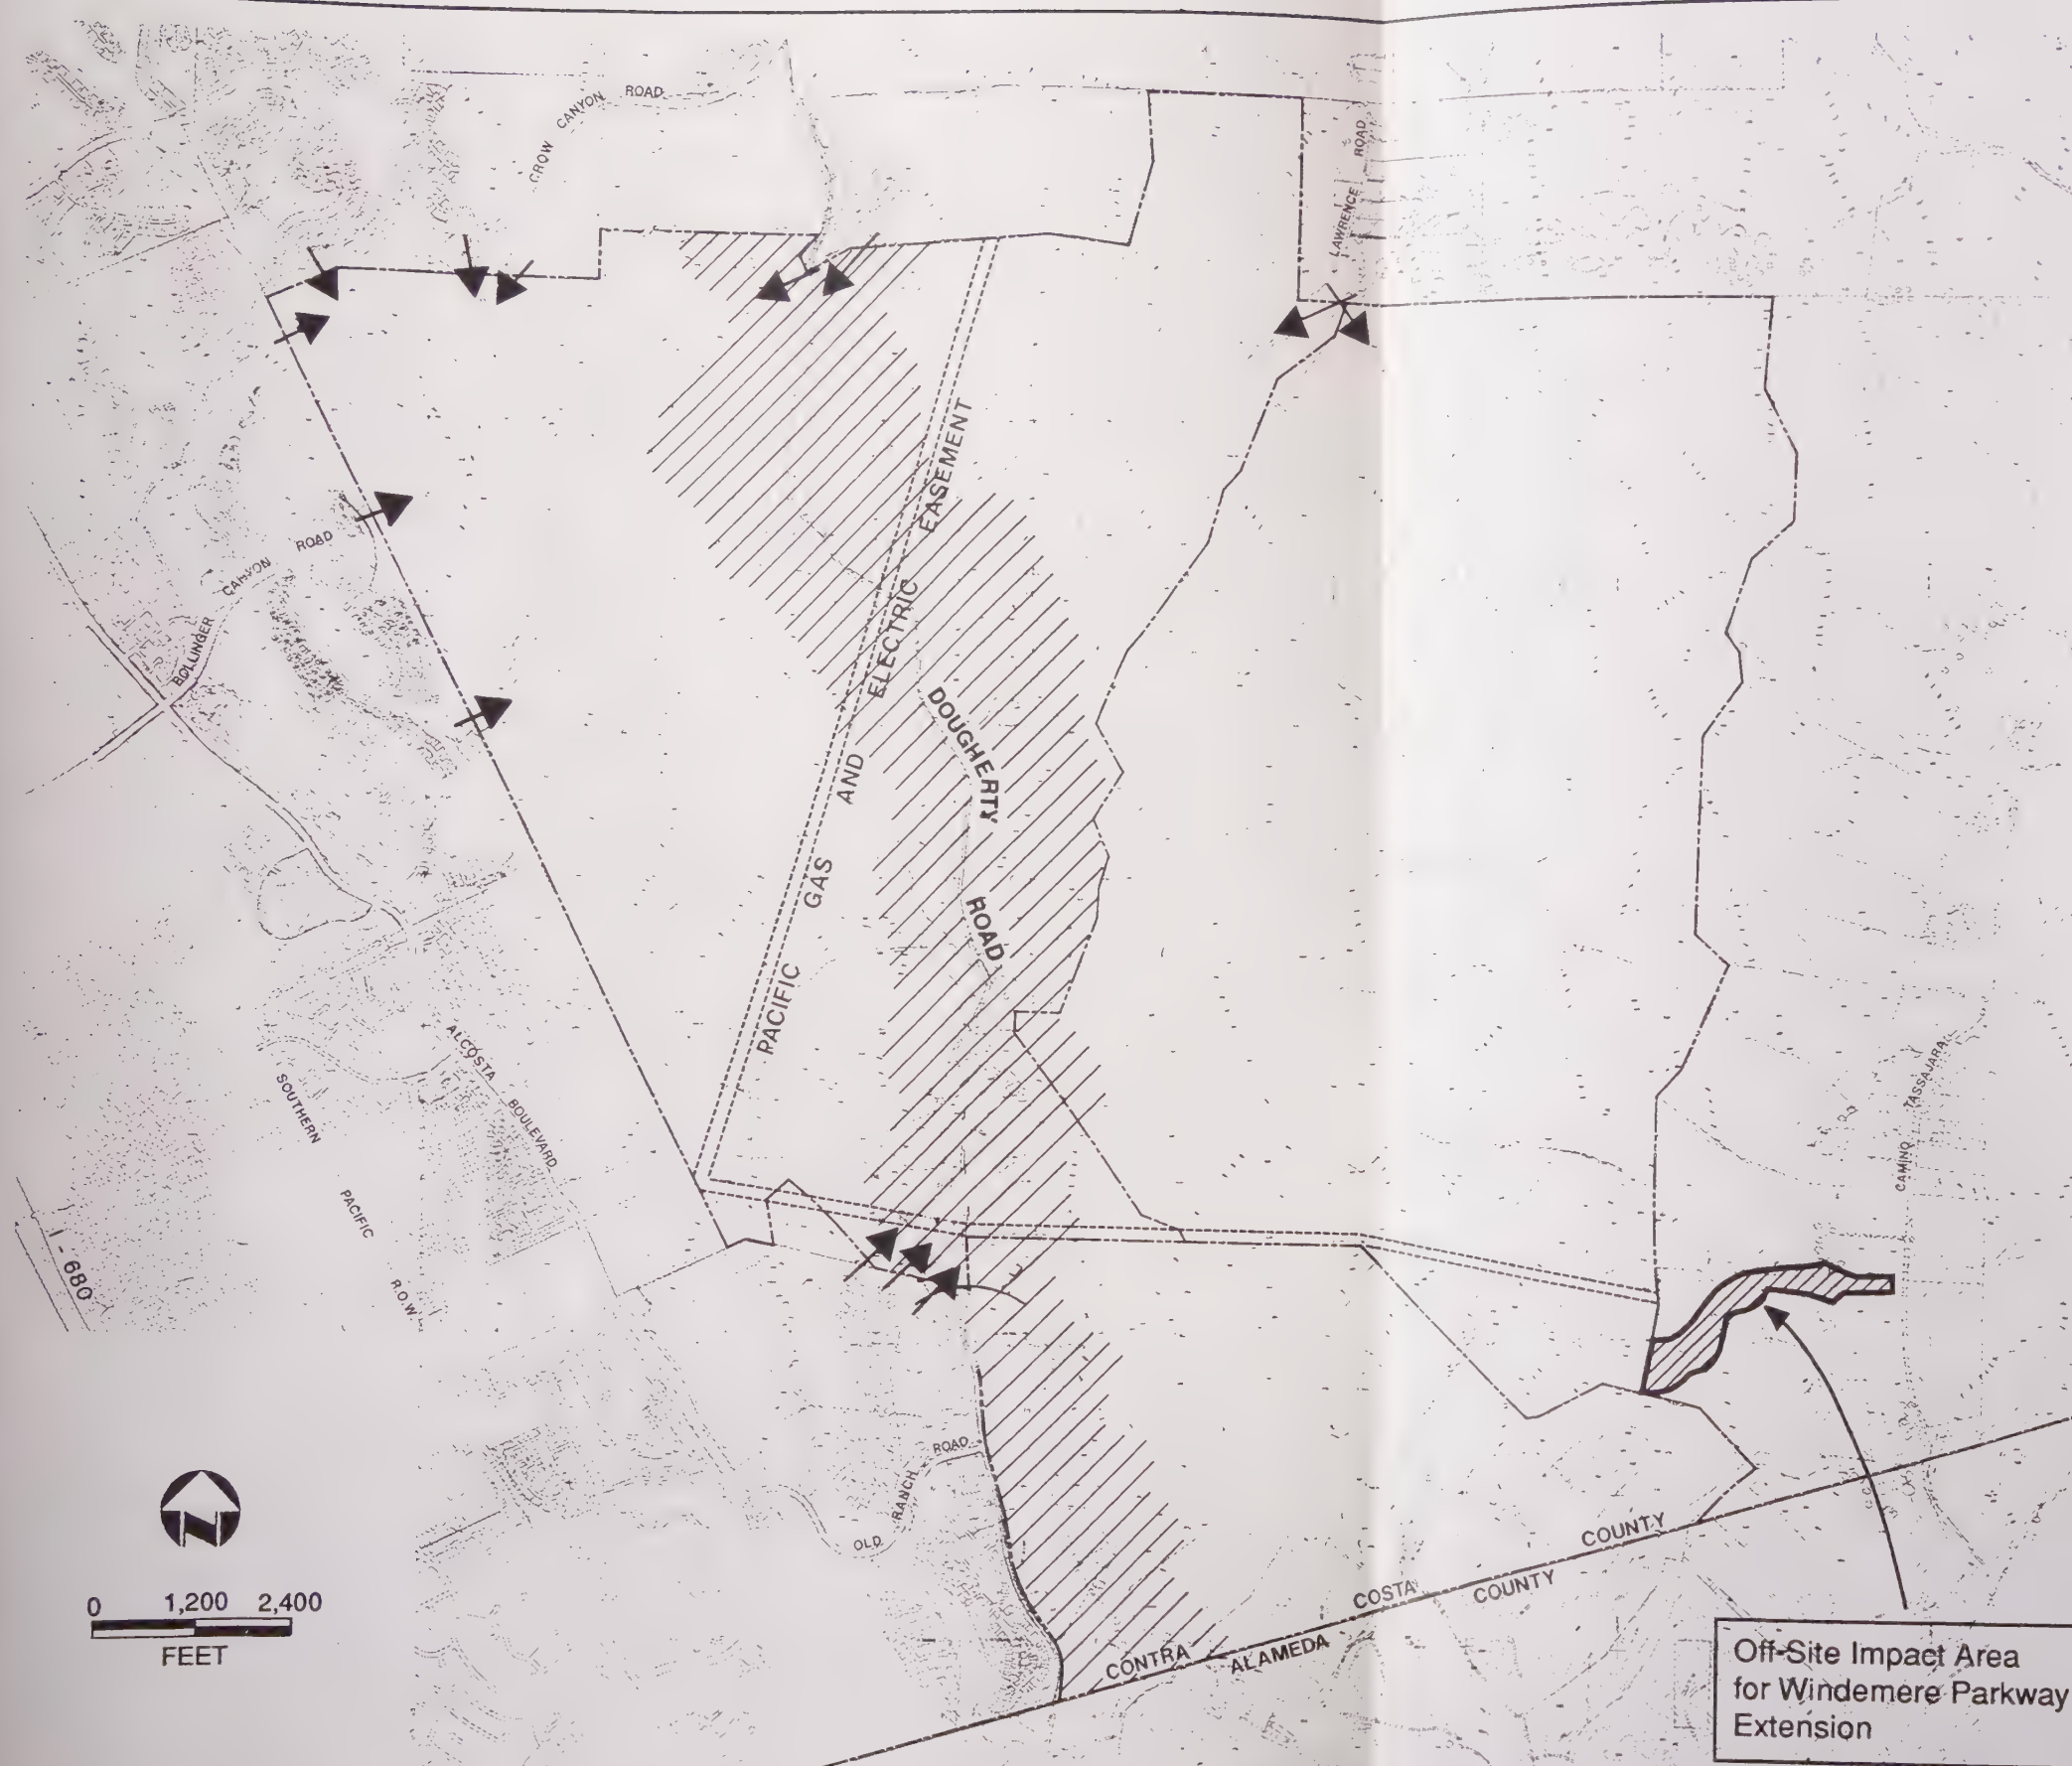 CROW CANYON ROAD
LAWRENCE ROAD
PACIFIC GAS AND ELECTRIC EASEMENT
BOLLINGER CANYON ROAD
DOUGHERTY ROAD
ALCOSTA BOULEVARD
SOUTHERN PACIFIC R.O.W.
I-680
CAMINO TASSAJARA
OLD RANCH ROAD
CONTRA COSTA COUNTY
ALAMEDA COUNTY
N
0 1,200 2,400
FEET
Off-Site Impact Area
for Windemere Parkway
Extension